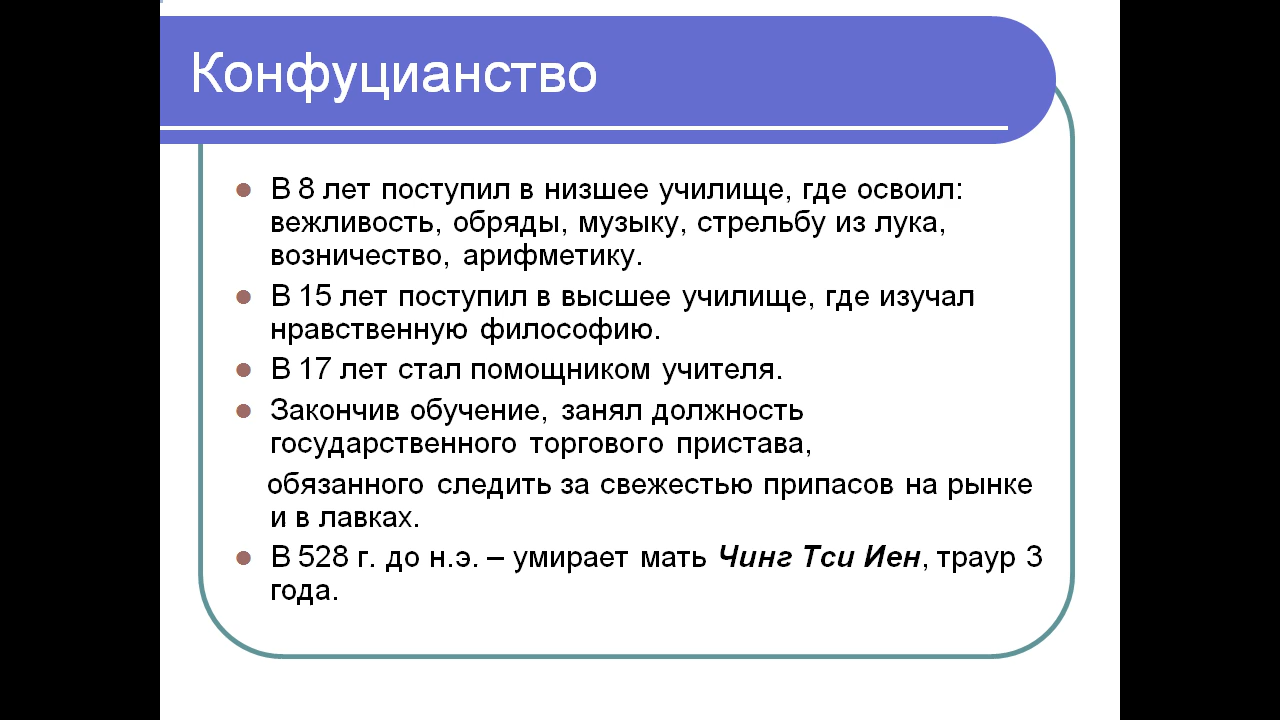 Конфуцианство
В 8 лет поступил в низшее училище, где освоил:
вежливость, обряды, музыку, стрельбу из лука,
возничество, арифметику.
В 15 лет поступил в высшее училище, где изучал
нравственную философию.
В 17 лет стал помощником учителя.
Закончив обучение, занял должность
государственного торгового пристава,
обязанного следить за свежестью припасов на рынке
и в лавках.
В 528 г. до н.э. – умирает мать Чинг Тси Иен, траур 3
года.